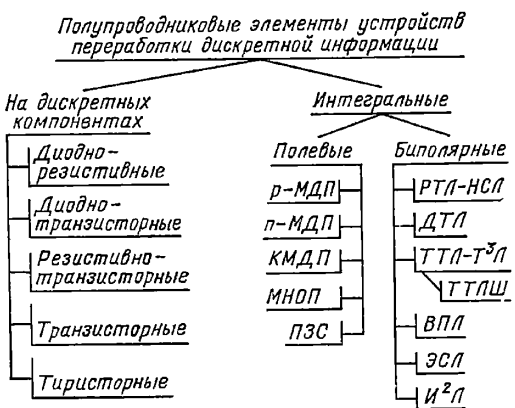 Полупроводниковые элементы устройств
переработки дискретной информации
На дискретных
компонентах
Диодно-
резистивные
Диодно-
транзисторные
Резистивно-
транзисторные
Транзисторные
Тиристорные
Интегральные
Полевые
р-МДП
п-МДП
КМДП
МНОП
ПЗС
Биполярные
РТЛ-НСЛ
ДТЛ
ТТЛ-Т³Л
ТТЛШ
ВПЛ
ЭСЛ
И²Л